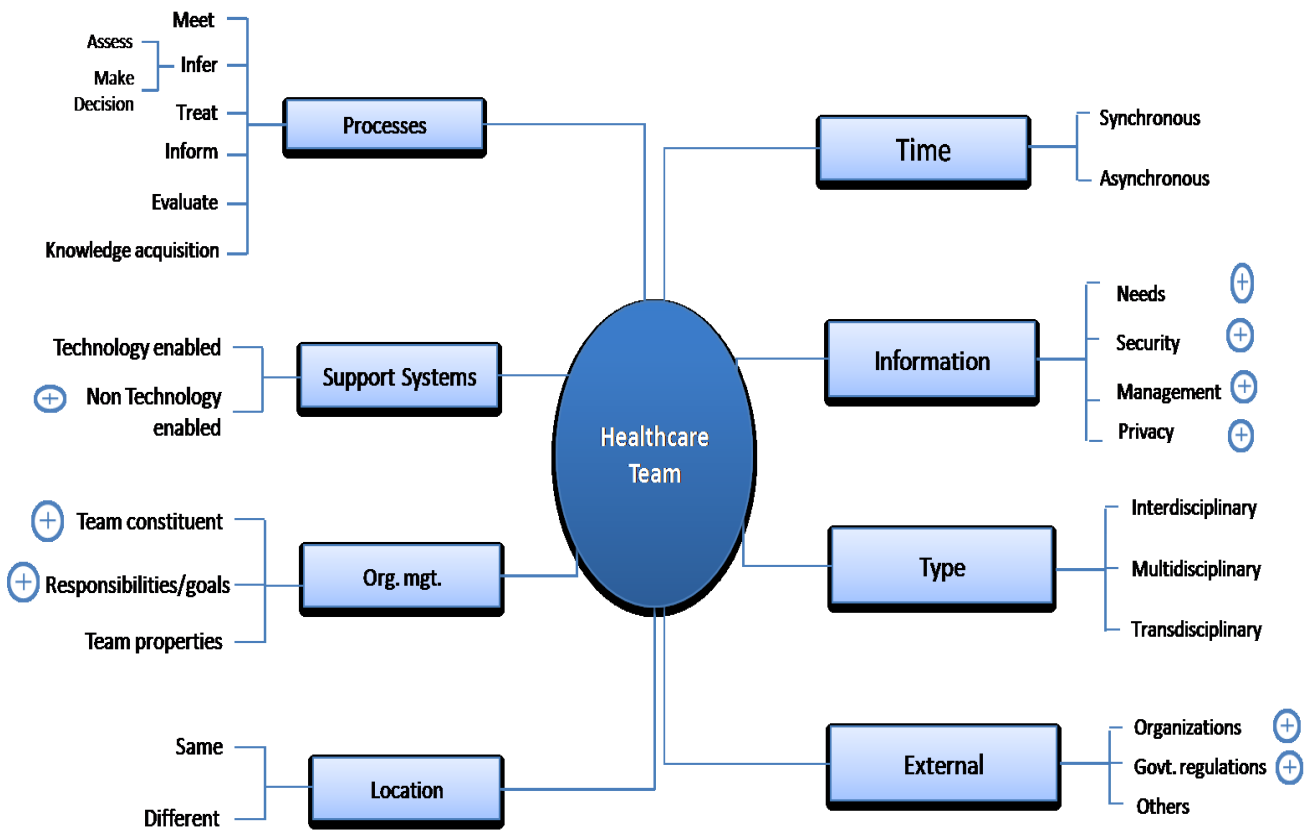 Meet
Assess
Infer
Make
Decision
Treat
Inform
Evaluate
Knowledge acquisition
Processes
Technology enabled
Non Technology
enabled
Support Systems
Team constituent
Responsibilities/goals
Team properties
Org. mgt.
Same
Different
Location
Healthcare
Team
Time
Synchronous
Asynchronous
Information
Needs
Security
Management
Privacy
Type
Interdisciplinary
Multidisciplinary
Transdisciplinary
External
Organizations
Govt. regulations
Others